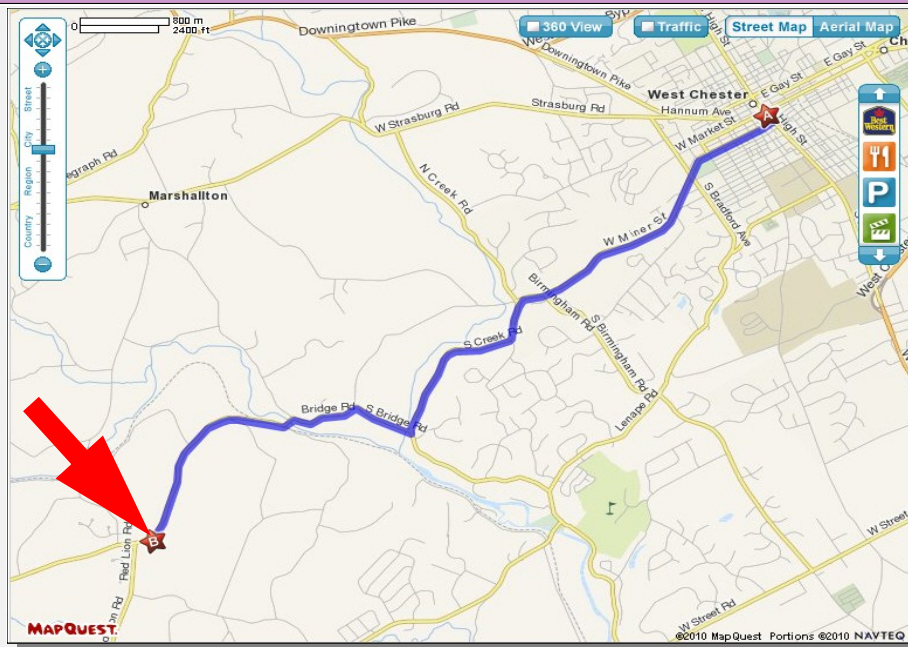 0
800 m
2400 ft
Downingtown Pike
360 View
Traffic
Street Map
Aerial Map
High St
E Gay St
Downingtown Pike
West Chester
E Gay St
Hannum Ave
Strasburg Rd
W Strasburg Rd
A
High St
W Market St
Best Western
Street
City
Region
Country
Marshallton
N Creek Rd
S Bradford Ave
P
W Miner St
Birmingham Rd
S Creek Rd
S Birmingham Rd
Bridge Rd
S Bridge Rd
Lenape Rd
W Street
Red Lion Rd
B
W Street Rd
MAPQUEST.
©2010 MapQuest Portions ©2010 NAVTEQ